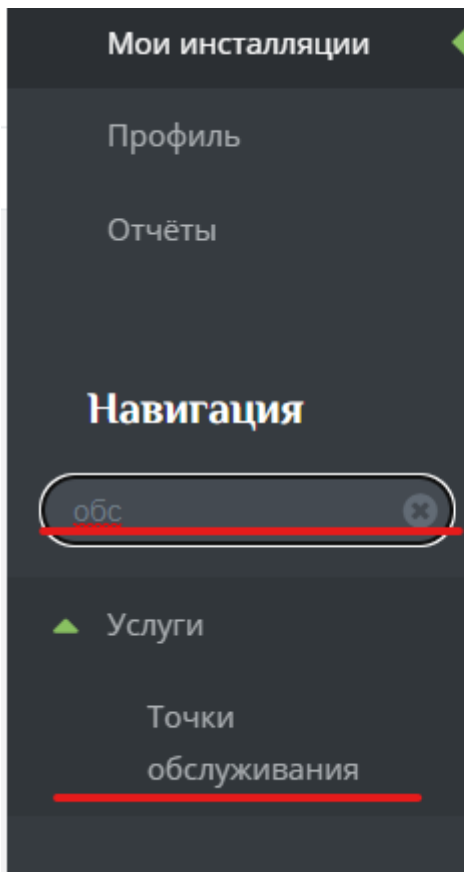 Мои инсталляции
Профиль
Отчёты
Навигация
обс
Услуги
Точки
обслуживания